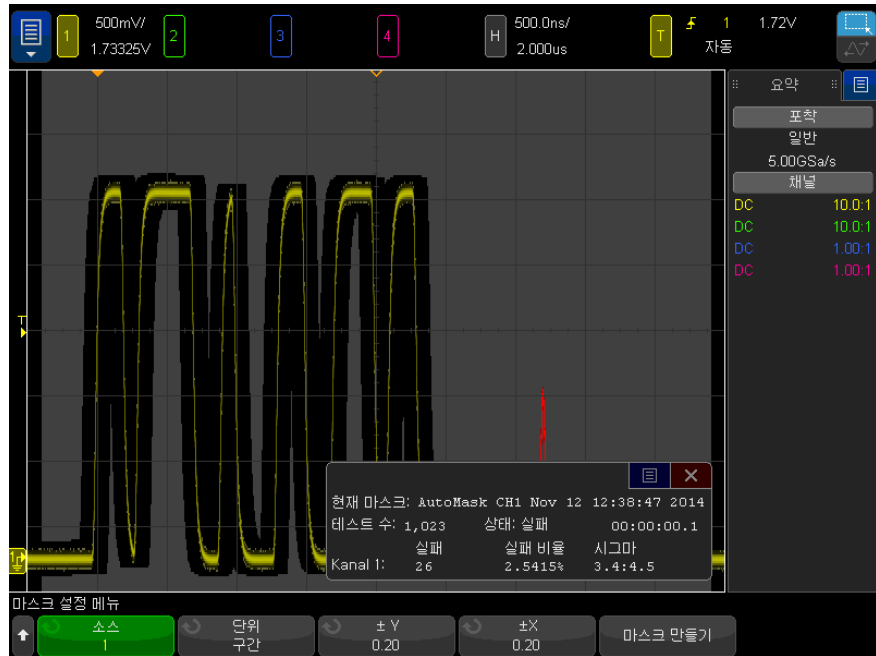 1 500mV/ 1.73325V 2 3 4 H 500.0ns/ 2.000us T 1 1.72V 자동
요약
포착
일반
5.00GSa/s
채널
DC 10.0:1
DC 10.0:1
DC 1.00:1
DC 1.00:1
T
1
현재 마스크: AutoMask CH1 Nov 12 12:38:47 2014
테스트 수: 1,023 상태: 실패 00:00:00.1
실패 실패 비율 시그마
Kanal 1: 26 2.5415% 3.4:4.5
마스크 설정 메뉴
소스 단위 ± Y ±X 마스크 만들기
1 구간 0.20 0.20